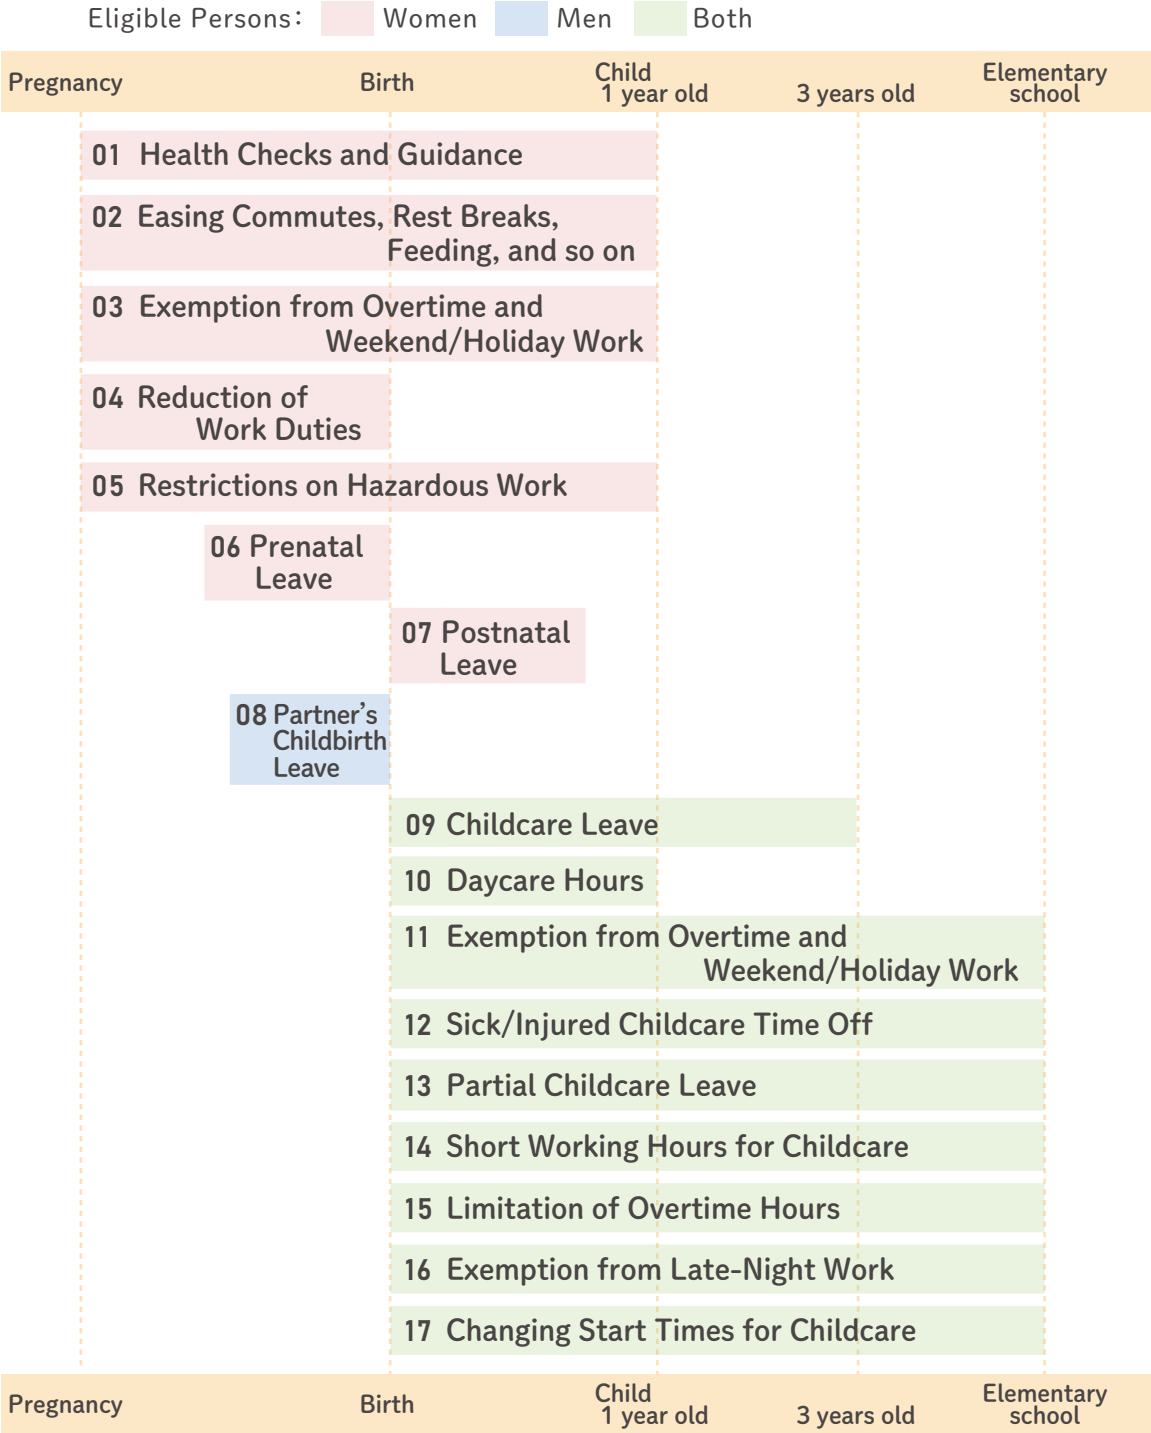 Eligible Persons: Women Men Both
Pregnancy Birth Child 1 year old 3 years old Elementary school
01 Health Checks and Guidance
02 Easing Commutes, Rest Breaks,
Feeding, and so on
03 Exemption from Overtime and
Weekend/Holiday Work
04 Reduction of
Work Duties
05 Restrictions on Hazardous Work
06 Prenatal
Leave
07 Postnatal
Leave
08 Partner's
Childbirth
Leave
09 Childcare Leave
10 Daycare Hours
11 Exemption from Overtime and
Weekend/Holiday Work
12 Sick/Injured Childcare Time Off
13 Partial Childcare Leave
14 Short Working Hours for Childcare
15 Limitation of Overtime Hours
16 Exemption from Late-Night Work
17 Changing Start Times for Childcare
Pregnancy Birth Child 1 year old 3 years old Elementary school